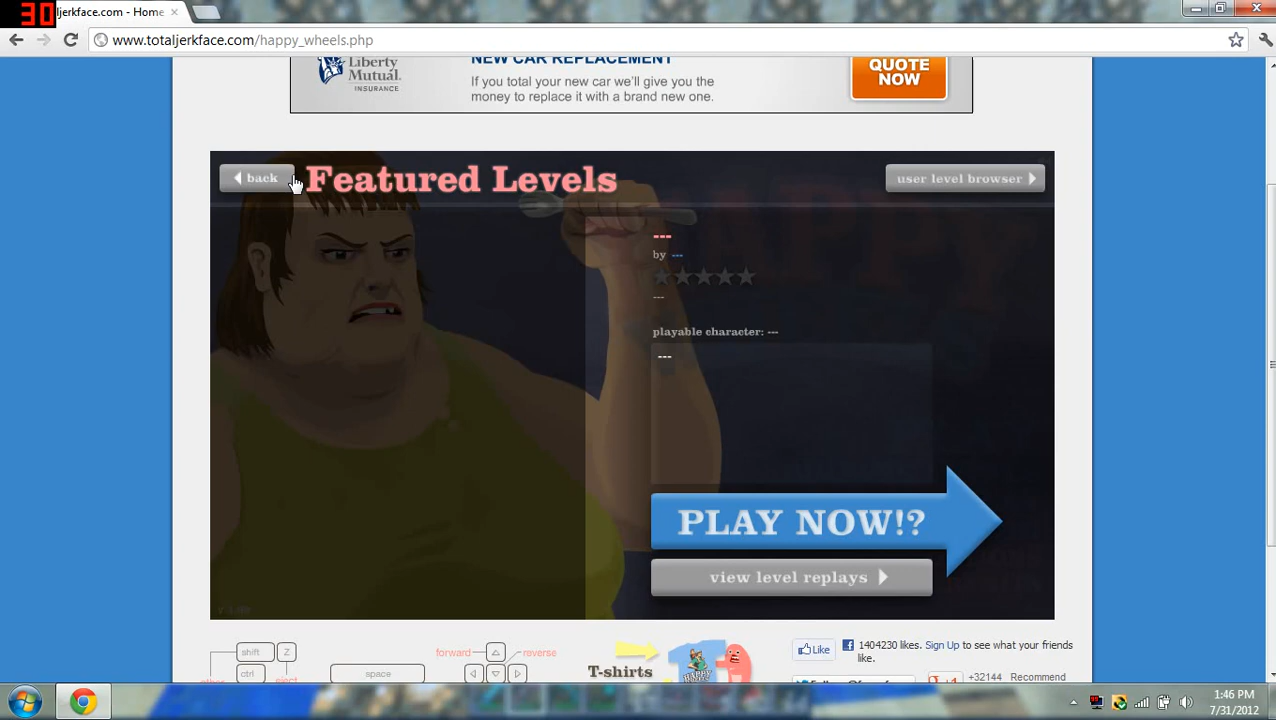 30
ljerkface.com - Home
www.totaljerkface.com/happy_wheels.php
Liberty
Mutual
INSURANCE
NEW CAR REPLACEMENT
If you total your new car we'll give you the
money to replace it with a brand new one.
QUOTE
NOW
back
Featured Levels
user level browser
---
by ---
---
playable character: ---
---
PLAY NOW!?
view level replays
shift
Z
ctrl
eject
space
forward
reverse
T-shirts
Like
1404230 likes. Sign Up to see what your friends
like.
+32144
Recommend
1:46 PM
7/31/2012